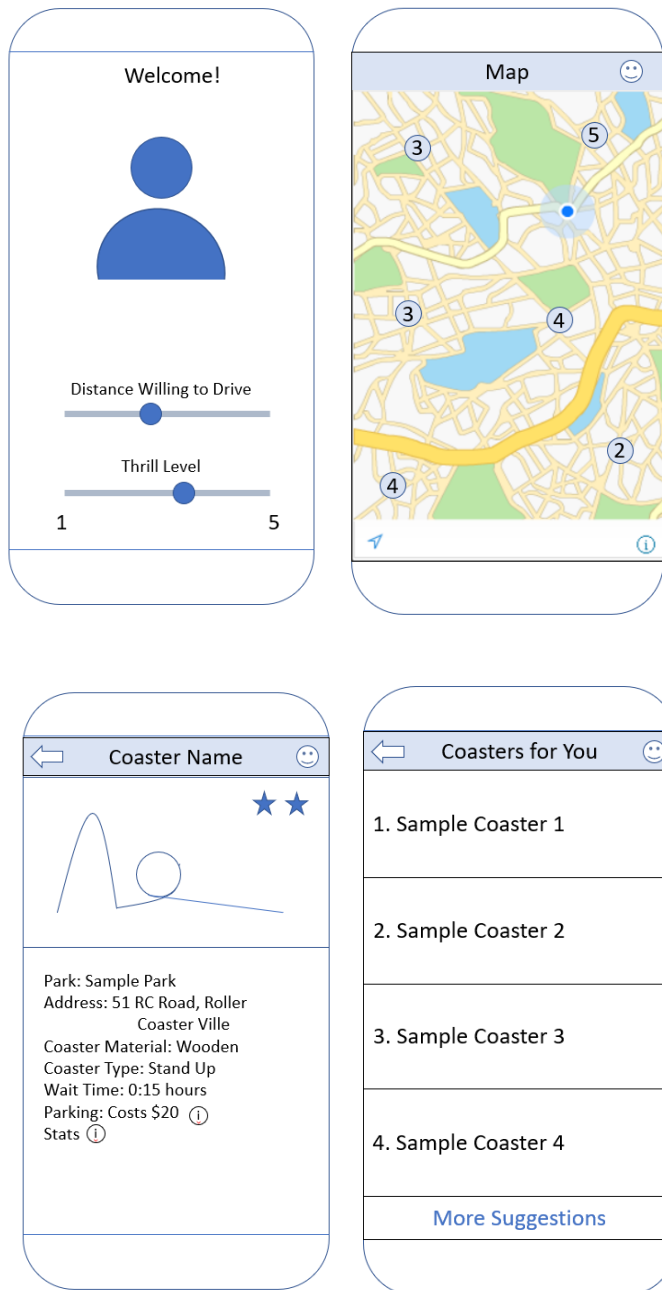 Welcome!
Distance Willing to Drive
Thrill Level
1 5
Map
3
5
3
4
2
4
i
Coaster Name
Park: Sample Park
Address: 51 RC Road, Roller
Coaster Ville
Coaster Material: Wooden
Coaster Type: Stand Up
Wait Time: 0:15 hours
Parking: Costs $20 i
Stats i
Coasters for You
1. Sample Coaster 1
2. Sample Coaster 2
3. Sample Coaster 3
4. Sample Coaster 4
More Suggestions